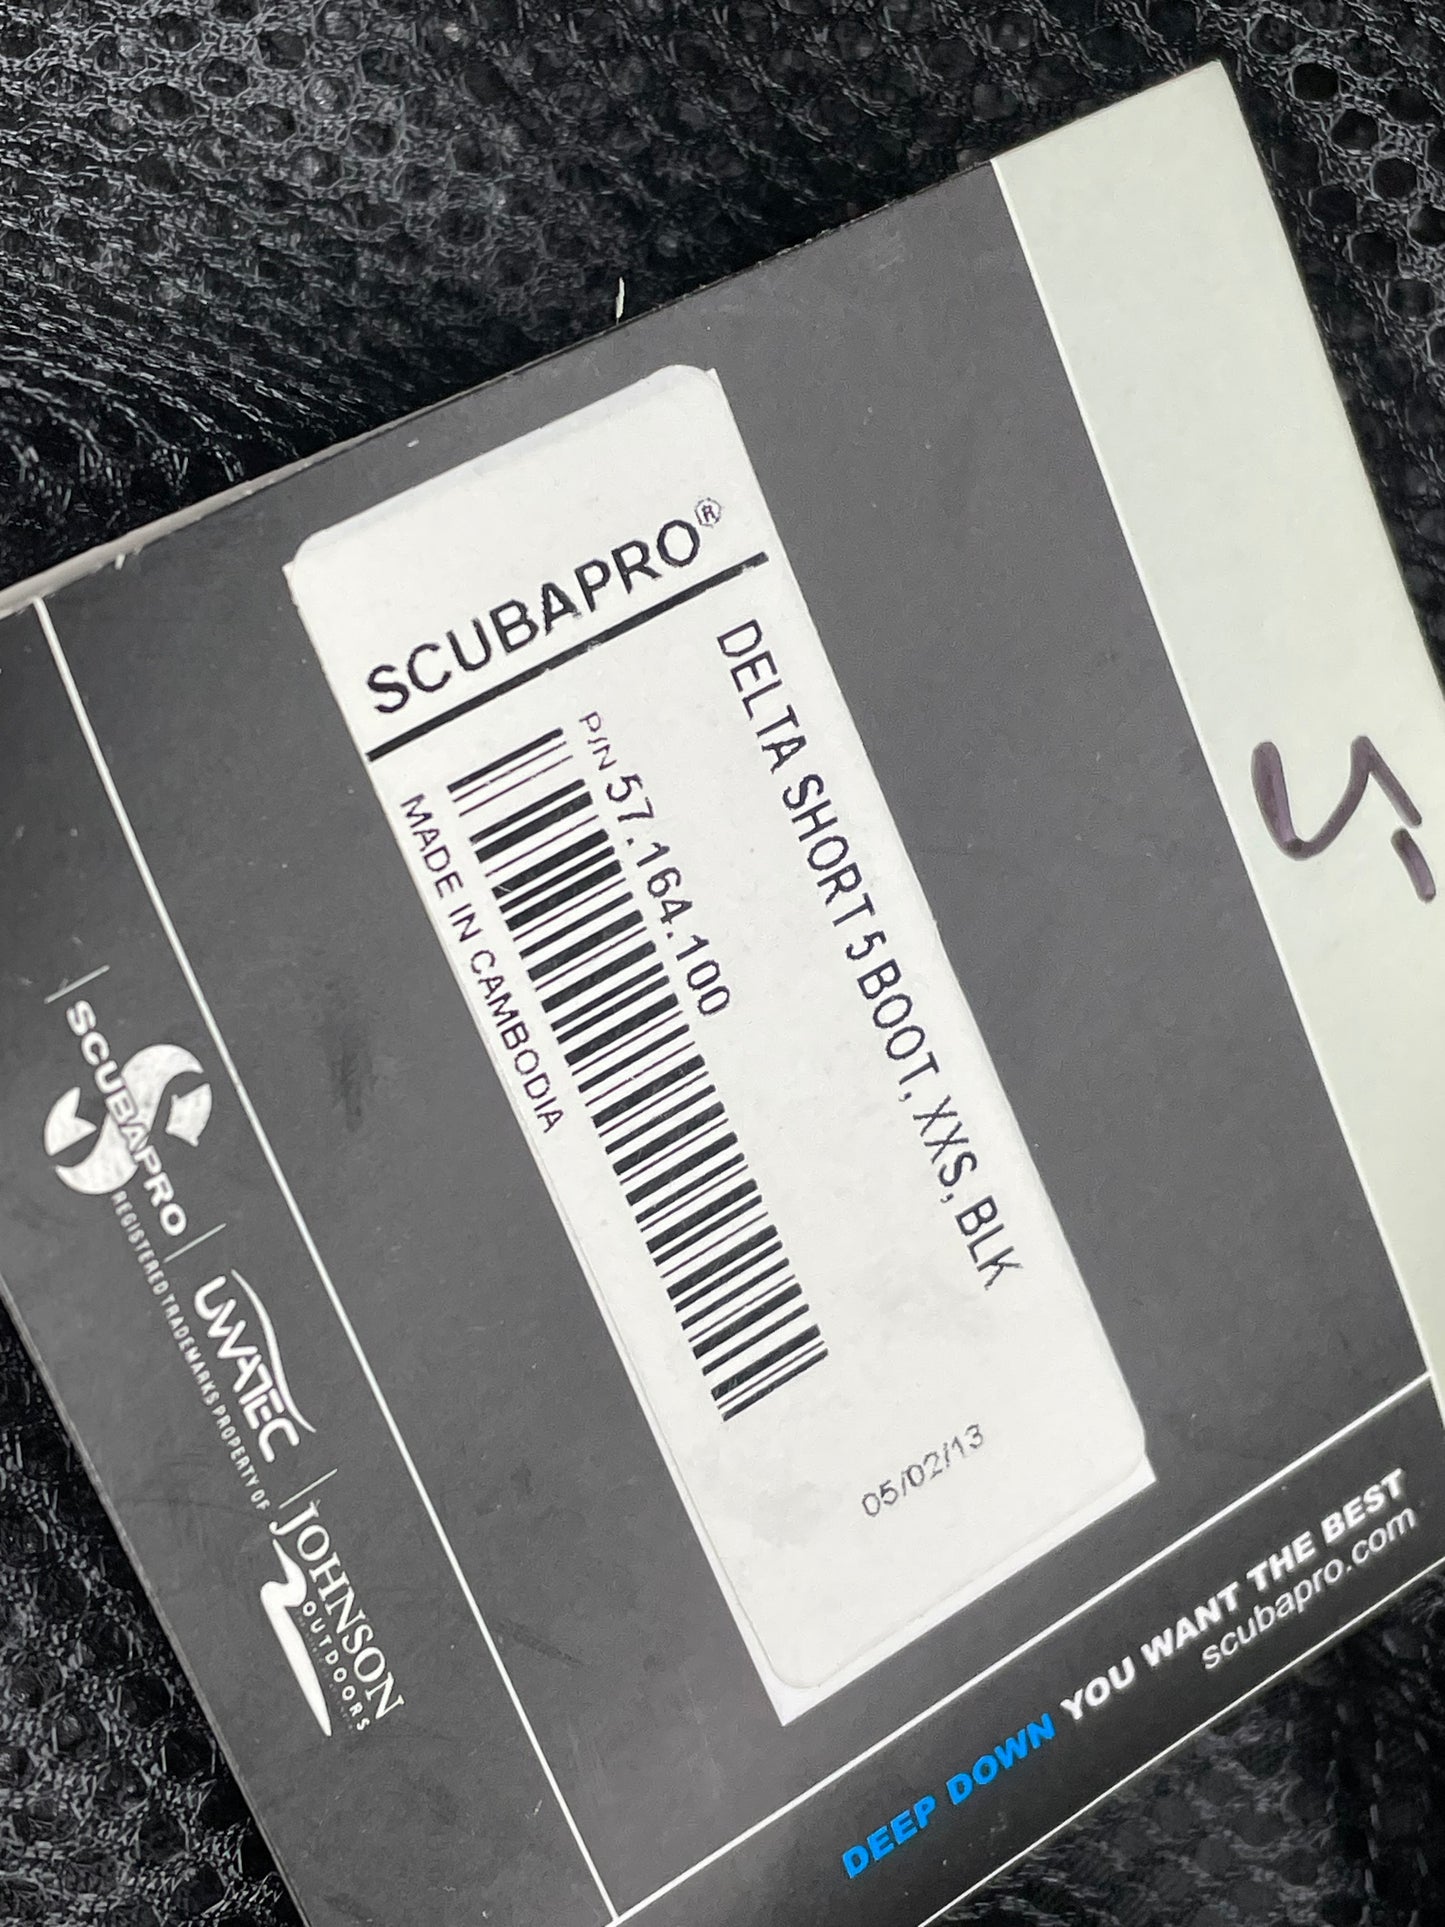 SCUBAPRO®
DELTA SHORT 5 BOOT, XXS, BLK
P/N 57.164.100
MADE IN CAMBODIA
05/02/13
SCUBAPRO
UWATEC
JOHNSON
OUTDOORS
REGISTERED TRADEMARKS PROPERTY OF
DEEP DOWN YOU WANT THE BEST
scubapro.com